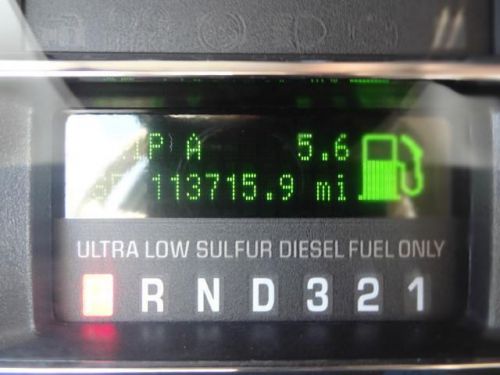 A 5.6
113715.9 mi
ULTRA LOW SULFUR DIESEL FUEL ONLY
R N D 3 2 1